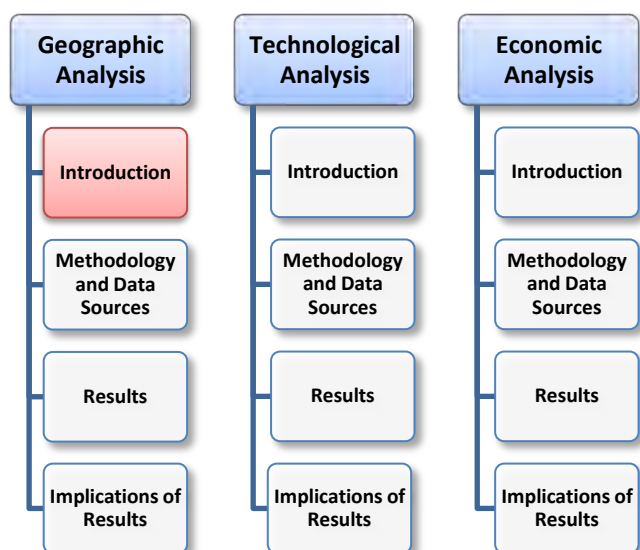 Geographic
Analysis
Introduction
Methodology
and Data
Sources
Results
Implications of
Results
Technological
Analysis
Introduction
Methodology
and Data
Sources
Results
Implications of
Results
Economic
Analysis
Introduction
Methodology
and Data
Sources
Results
Implications of
Results